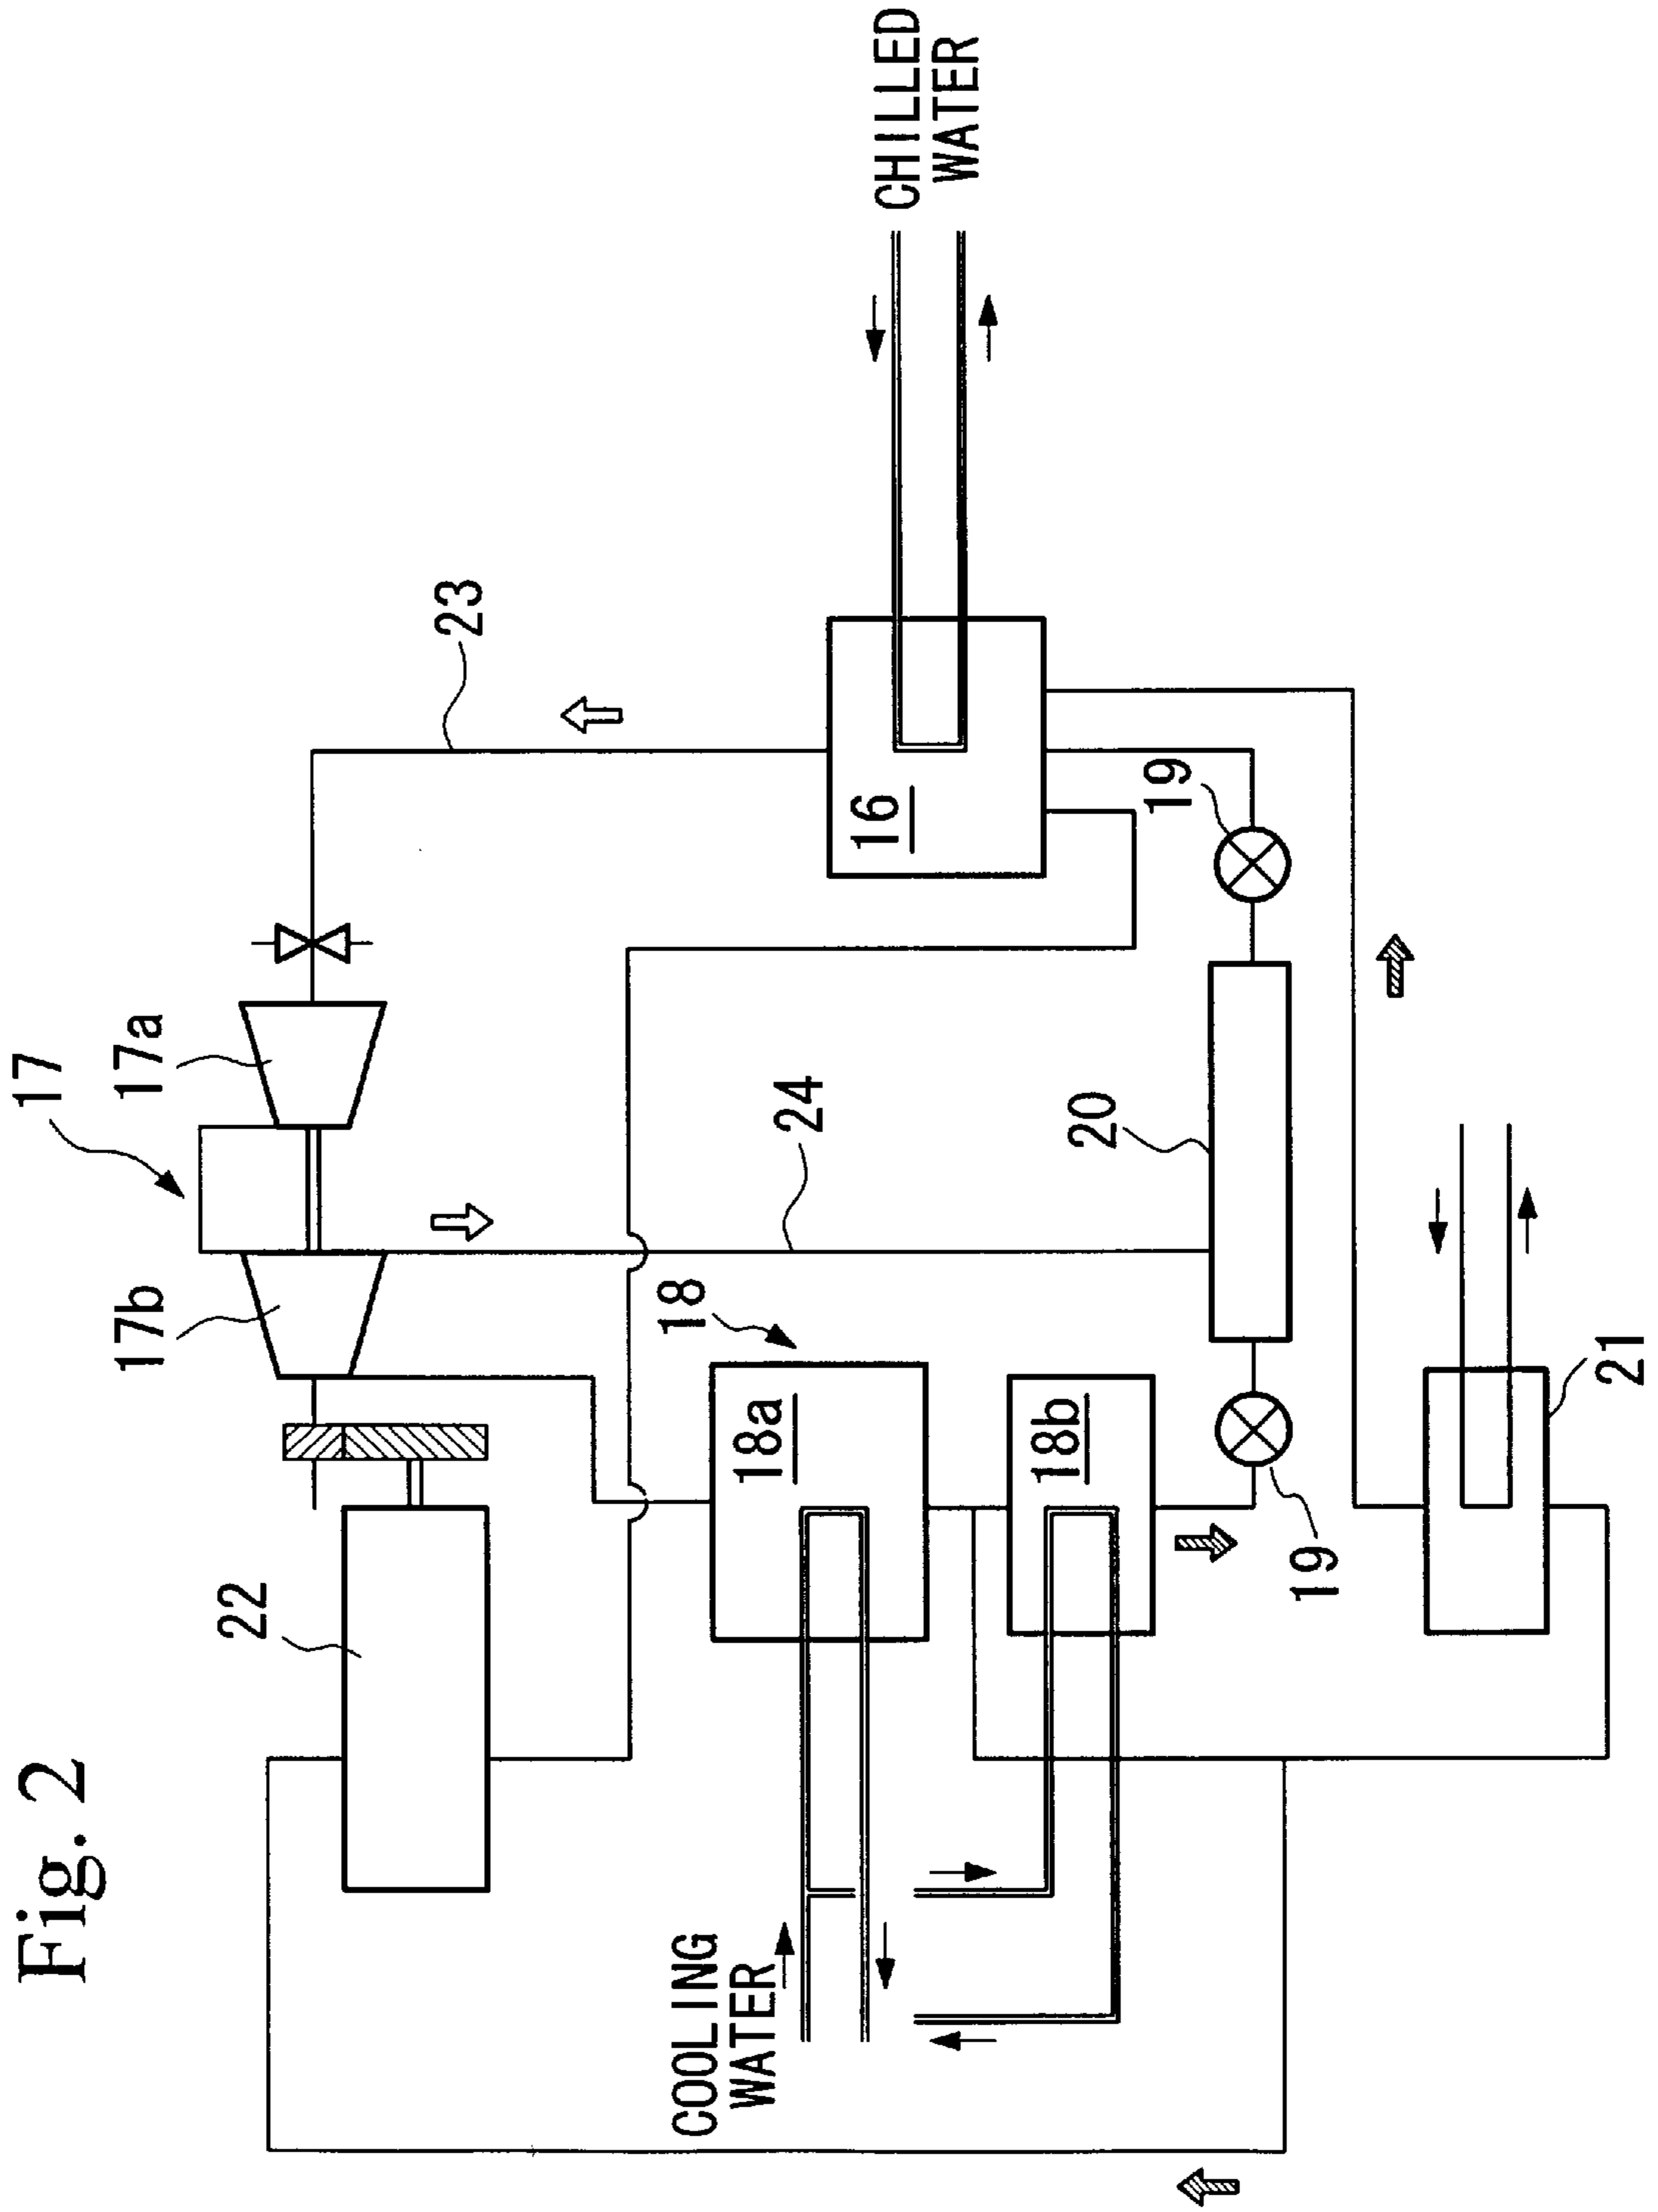 Fig. 2
17
17a
17b
22
23
24
18
18a
18b
16
19
19
20
21
COOLING
WATER
CHILLED
WATER